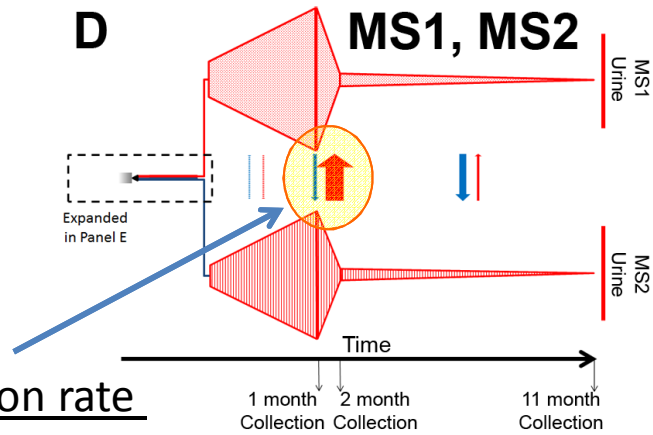 D
MS1, MS2
MS1
Urine
Expanded
in Panel E
MS2
Urine
Time
on rate
1 month
Collection
2 month
Collection
11 month
Collection